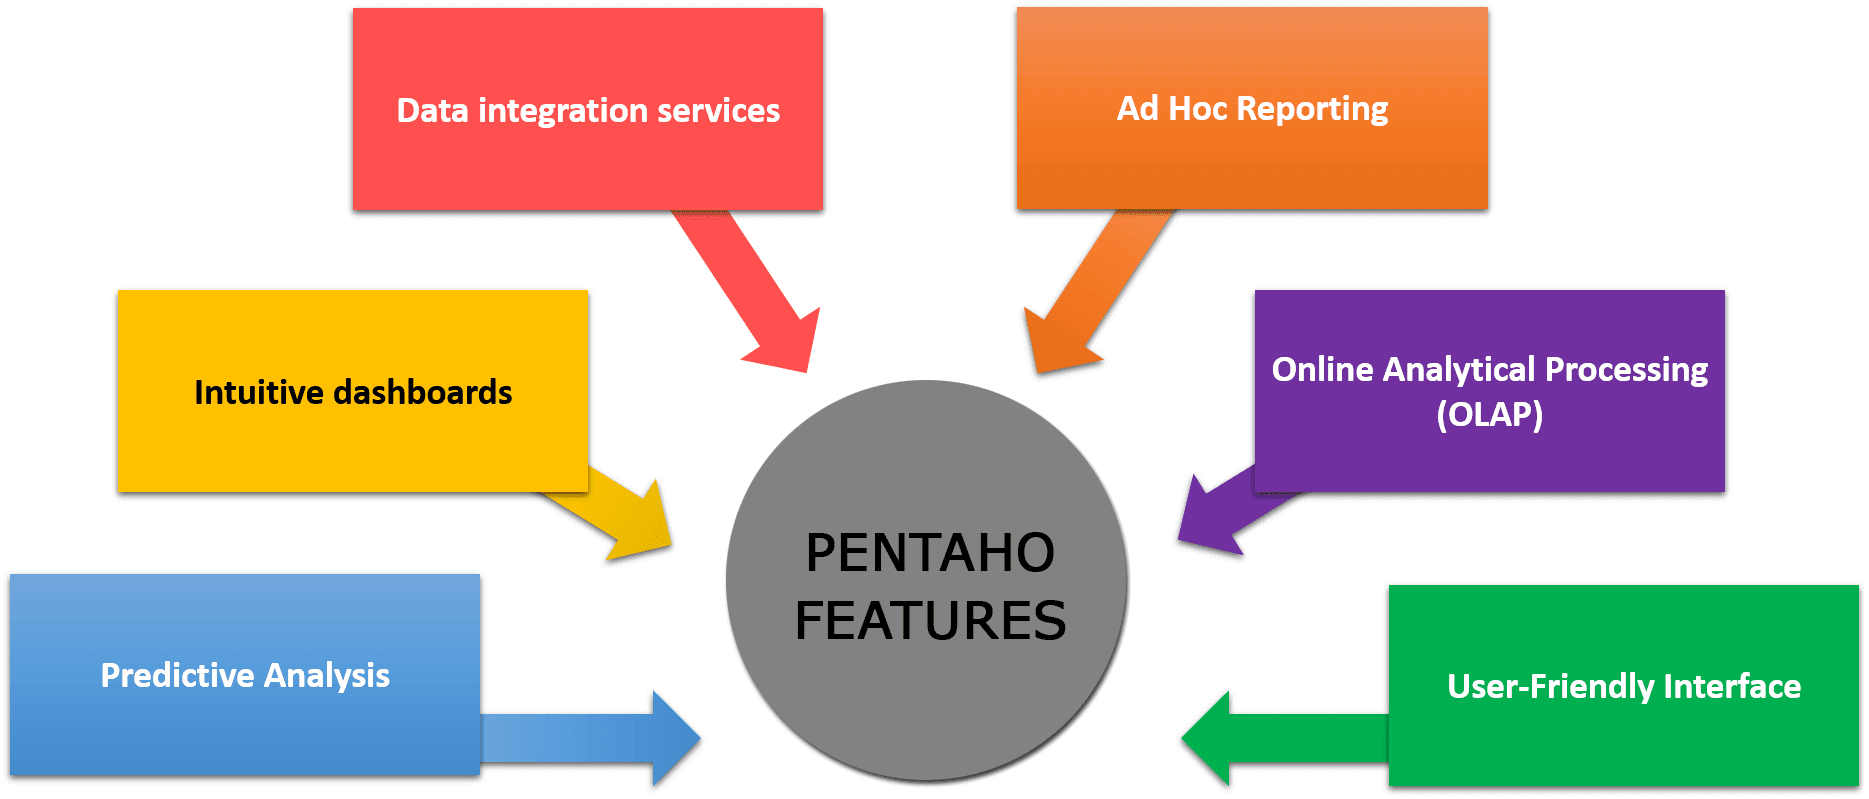 Data integration services
Ad Hoc Reporting
Intuitive dashboards
Online Analytical Processing
(OLAP)
PENTAHO
FEATURES
Predictive Analysis
User-Friendly Interface